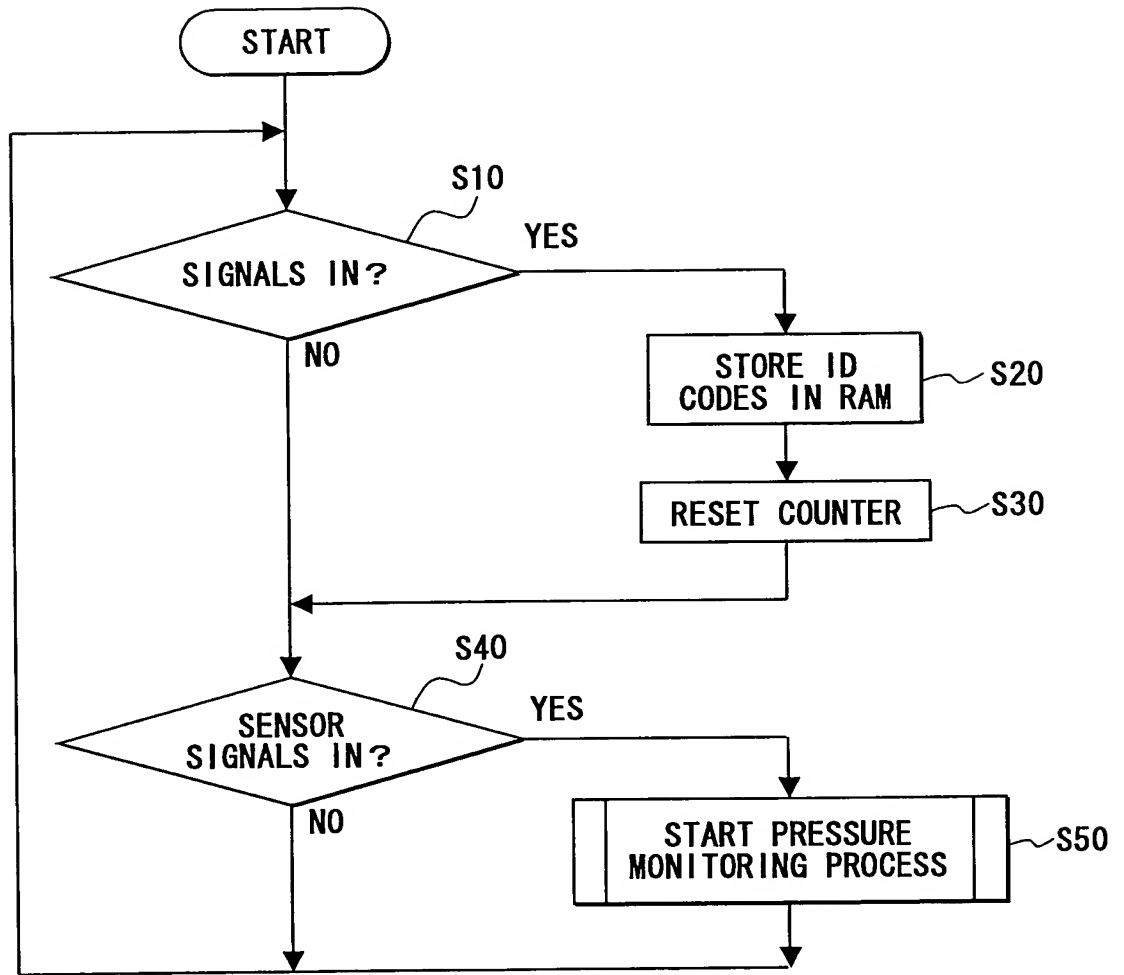 START
S10
YES
SIGNALS IN?
NO
STORE ID
CODES IN RAM
S20
RESET COUNTER
S30
S40
YES
SENSOR
SIGNALS IN?
NO
START PRESSURE
MONITORING PROCESS
S50